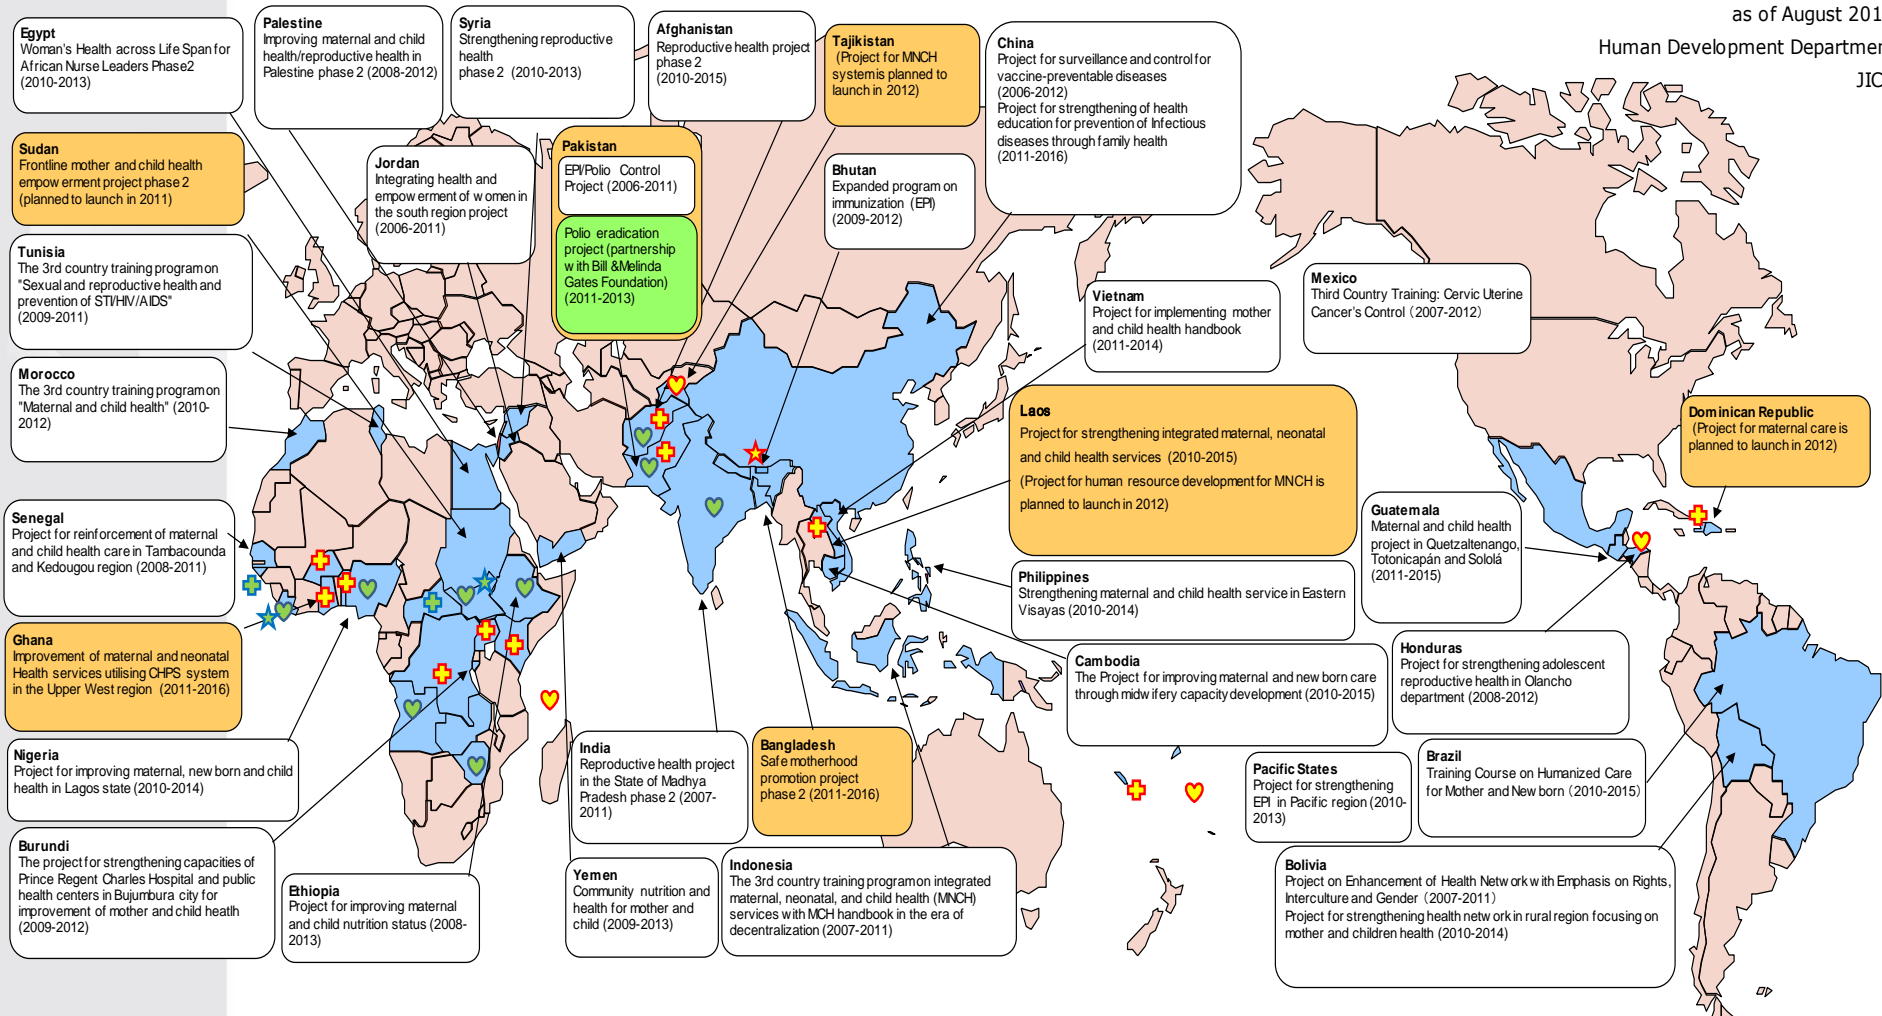 as of August 201
Human Development Departmer
JIC
Egypt
Woman's Health across Life Span for
African Nurse Leaders Phase2
(2010-2013)
Palestine
Improving maternal and child
health/reproductive health in
Palestine phase 2 (2008-2012)
Syria
Strengthening reproductive
health
phase 2 (2010-2013)
Afghanistan
Reproductive health project
phase 2
(2010-2015)
Tajikistan
(Project for MNCH
system is planned to
launch in 2012)
China
Project for surveillance and control for
vaccine-preventable diseases
(2006-2012)
Project for strengthening of health
education for prevention of Infectious
diseases through family health
(2011-2016)
Sudan
Frontline mother and child health
empowerment project phase 2
(planned to launch in 2011)
Jordan
Integrating health and
empowerment of women in
the south region project
(2006-2011)
Pakistan
EPI/Polio Control
Project (2006-2011)
Polio eradication
project (partnership
with Bill &Melinda
Gates Foundation)
(2011-2013)
Bhutan
Expanded program on
immunization (EPI)
(2009-2012)
Tunisia
The 3rd country training program on
"Sexual and reproductive health and
prevention of STI/HIV/AIDS"
(2009-2011)
Vietnam
Project for implementing mother
and child health handbook
(2011-2014)
Mexico
Third Country Training: Cervic Uterine
Cancer's Control (2007-2012)
Morocco
The 3rd country training program on
"Maternal and child health" (2010-
2012)
Laos
Project for strengthening integrated maternal, neonatal
and child health services (2010-2015)
(Project for human resource development for MNCH is
planned to launch in 2012)
Dominican Republic
(Project for maternal care is
planned to launch in 2012)
Senegal
Project for reinforcement of maternal
and child health care in Tambacounda
and Kedougou region (2008-2011)
Guatemala
Maternal and child health
project in Quetzaltenango,
Totonicapán and Sololá
(2011-2015)
Philippines
Strengthening maternal and child health service in Eastern
Visayas (2010-2014)
Ghana
Improvement of maternal and neonatal
Health services utilising CHPS system
in the Upper West region (2011-2016)
Cambodia
The Project for improving maternal and new born care
through midwifery capacity development (2010-2015)
Honduras
Project for strengthening adolescent
reproductive health in Olancho
department (2008-2012)
Nigeria
Project for improving maternal, new born and child
health in Lagos state (2010-2014)
India
Reproductive health project
in the State of Madhya
Pradesh phase 2 (2007-
2011)
Bangladesh
Safe motherhood
promotion project
phase 2 (2011-2016)
Pacific States
Project for strengthening
EPI in Pacific region (2010-
2013)
Brazil
Training Course on Humanized Care
for Mother and New born (2010-2015)
Burundi
The project for strengthening capacities of
Prince Regent Charles Hospital and public
health centers in Bujumbura city for
improvement of mother and child heatlh
(2009-2012)
Ethiopia
Project for improving maternal
and child nutrition status (2008-
2013)
Yemen
Community nutrition and
health for mother and
child (2009-2013)
Indonesia
The 3rd country training program on integrated
maternal, neonatal, and child health (MNCH)
services with MCH handbook in the era of
decentralization (2007-2011)
Bolivia
Project on Enhancement of Health Network with Emphasis on Rights,
Interculture and Gender (2007-2011)
Project for strengthening health network in rural region focusing on
mother and children health (2010-2014)